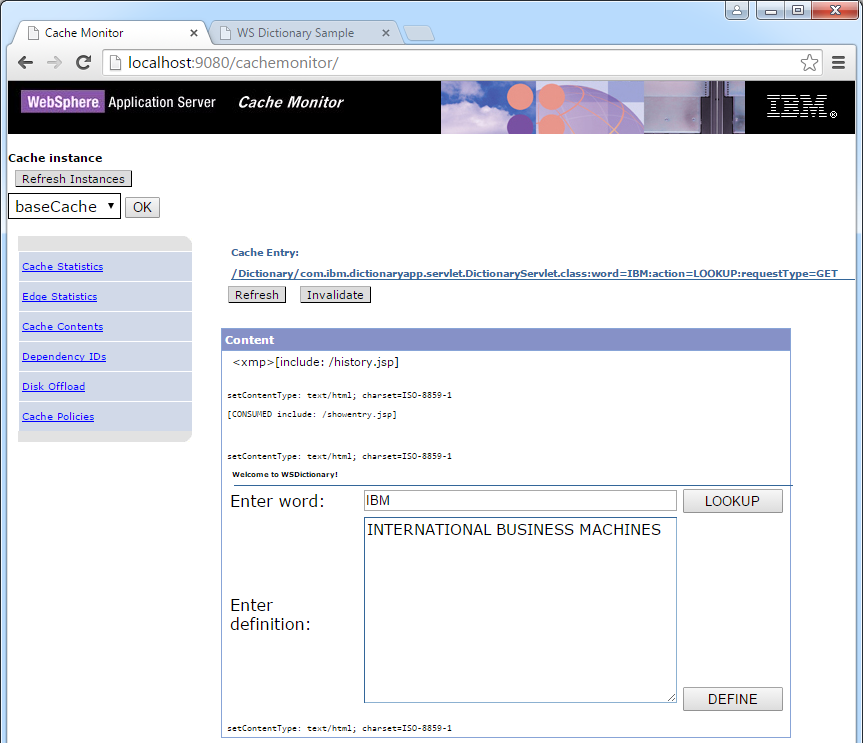 Cache Monitor
WS Dictionary Sample
localhost:9080/cachemonitor/
WebSphere. Application Server Cache Monitor
IBM
Cache instance
Refresh Instances
baseCache OK
Cache Statistics
Edge Statistics
Cache Contents
Dependency IDs
Disk Offload
Cache Policies
Cache Entry:
/Dictionary/com.ibm.dictionaryapp.servlet.DictionaryServlet.class:word=IBM:action=LOOKUP:requestType=GET
Refresh Invalidate
Content
<xmp>[include: /history.jsp]
setContentType: text/html; charset=ISO-8859-1
[CONSUMED include: /showentry.jsp]
setContentType: text/html; charset=ISO-8859-1
Welcome to WSDictionary!
Enter word: IBM LOOKUP
INTERNATIONAL BUSINESS MACHINES
Enter
definition:
DEFINE
setContentType: text/html; charset=ISO-8859-1